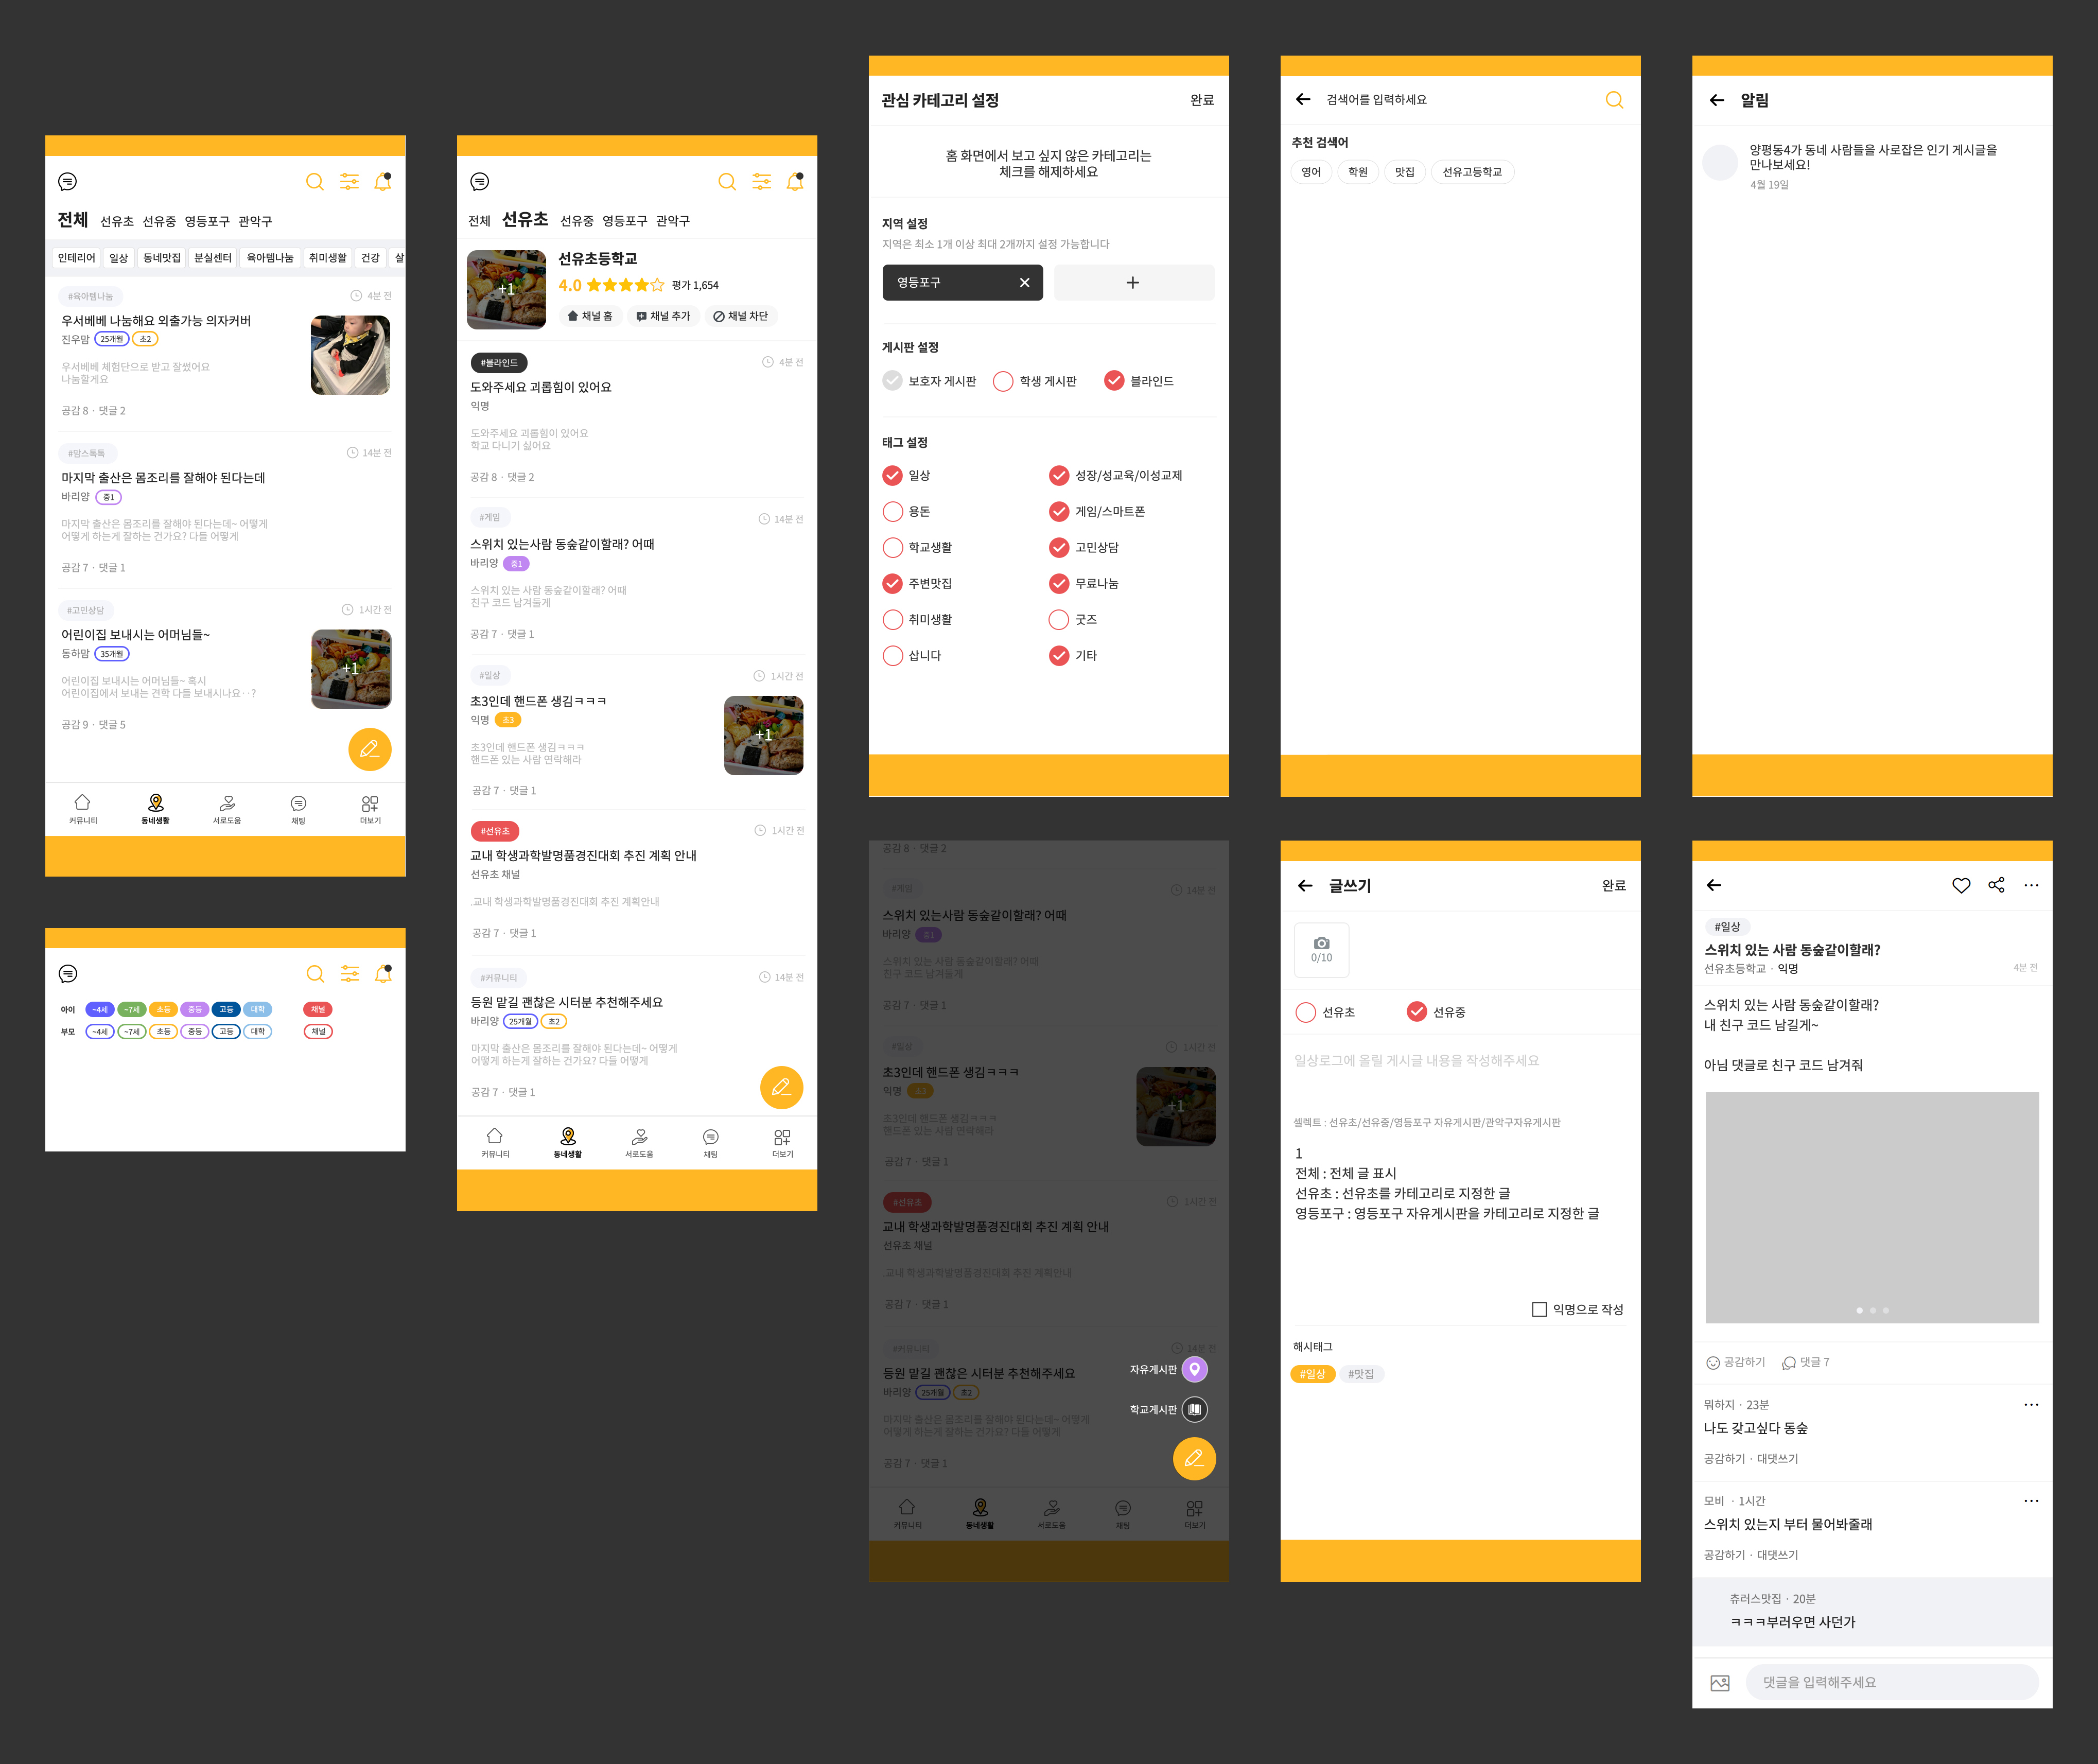 전체 선유초 선유중 영등포구 관악구
인테리어 일상 동네맛집 분실센터 육아템나눔 취미생활 건강 살
#육아템나눔 4분 전
우서베베 나눔해요 외출가능 의자커버
진우맘 25개월 초2
우서베베 체험단으로 받고 잘썼어요
나눔할게요
공감 8 · 댓글 2
#맘스톡톡 14분 전
마지막 출산은 몸조리를 잘해야 된다는데
바리양 중1
마지막 출산은 몸조리를 잘해야 된다는데~ 어떻게
어떻게 하는게 잘하는 건가요? 다들 어떻게
공감 7 · 댓글 1
#고민상담 1시간 전
어린이집 보내시는 어머님들~
동하맘 35개월
+1
어린이집 보내시는 어머님들~ 혹시
어린이집에서 보내는 견학 다들 보내시나요··?
공감 9 · 댓글 5
커뮤니티 동네생활 서로도움 채팅 더보기
아이 ~4세 ~7세 초등 중등 고등 대학 채널
부모 ~4세 ~7세 초등 중등 고등 대학 채널
전체 선유초 선유중 영등포구 관악구
+1
선유초등학교
4.0 평가 1,654
채널 홈 채널 추가 채널 차단
#블라인드 4분 전
도와주세요 괴롭힘이 있어요
익명
도와주세요 괴롭힘이 있어요
학교 다니기 싫어요
공감 8 · 댓글 2
#게임 14분 전
스위치 있는사람 동숲같이할래? 어때
바리양 중1
스위치 있는 사람 동숲같이할래? 어때
친구 코드 남겨둘게
공감 7 · 댓글 1
#일상 1시간 전
초3인데 핸드폰 생김ㅋㅋㅋ
익명 초3
+1
초3인데 핸드폰 생김ㅋㅋㅋ
핸드폰 있는 사람 연락해라
공감 7 · 댓글 1
#선유초 1시간 전
교내 학생과학발명품경진대회 추진 계획 안내
선유초 채널
.교내 학생과학발명품경진대회 추진 계획안내
공감 7 · 댓글 1
#커뮤니티 14분 전
등원 맡길 괜찮은 시터분 추천해주세요
바리양 25개월 초2
마지막 출산은 몸조리를 잘해야 된다는데~ 어떻게
어떻게 하는게 잘하는 건가요? 다들 어떻게
공감 7 · 댓글 1
커뮤니티 동네생활 서로도움 채팅 더보기
관심 카테고리 설정 완료
홈 화면에서 보고 싶지 않은 카테고리는
체크를 해제하세요
지역 설정
지역은 최소 1개 이상 최대 2개까지 설정 가능합니다
영등포구
게시판 설정
보호자 게시판 학생 게시판 블라인드
태그 설정
일상 성장/성교육/이성교제
용돈 게임/스마트폰
학교생활 고민상담
주변맛집 무료나눔
취미생활 굿즈
삽니다 기타
검색어를 입력하세요
추천 검색어
영어 학원 맛집 선유고등학교
알림
양평동4가 동네 사람들을 사로잡은 인기 게시글을
만나보세요!
4월 19일
공감 8 · 댓글 2
#게임 14분 전
스위치 있는사람 동숲같이할래? 어때
바리양 중1
스위치 있는 사람 동숲같이할래? 어때
친구 코드 남겨둘게
공감 7 · 댓글 1
#일상 1시간 전
초3인데 핸드폰 생김ㅋㅋㅋ
익명 초3
+1
초3인데 핸드폰 생김ㅋㅋㅋ
핸드폰 있는 사람 연락해라
공감 7 · 댓글 1
#선유초 1시간 전
교내 학생과학발명품경진대회 추진 계획 안내
선유초 채널
.교내 학생과학발명품경진대회 추진 계획안내
공감 7 · 댓글 1
#커뮤니티 14분 전
등원 맡길 괜찮은 시터분 추천해주세요
자유게시판
바리양 25개월 초2
학교게시판
마지막 출산은 몸조리를 잘해야 된다는데~ 어떻게
어떻게 하는게 잘하는 건가요? 다들 어떻게
공감 7 · 댓글 1
커뮤니티 동네생활 서로도움 채팅 더보기
글쓰기 완료
0/10
선유초 선유중
일상로그에 올릴 게시글 내용을 작성해주세요
셀렉트 : 선유초/선유중/영등포구 자유게시판/관악구자유게시판
1
전체 : 전체 글 표시
선유초 : 선유초를 카테고리로 지정한 글
영등포구 : 영등포구 자유게시판을 카테고리로 지정한 글
익명으로 작성
해시태그
#일상 #맛집
#일상
스위치 있는 사람 동숲같이할래?
선유초등학교 · 익명 4분 전
스위치 있는 사람 동숲같이할래?
내 친구 코드 남길게~
아님 댓글로 친구 코드 남겨줘
공감하기 댓글 7
뭐하지 · 23분
나도 갖고싶다 동숲
공감하기 · 대댓쓰기
모비 · 1시간
스위치 있는지 부터 물어봐줄래
공감하기 · 대댓쓰기
츄러스맛집 · 20분
ㅋㅋㅋ부러우면 사던가
댓글을 입력해주세요